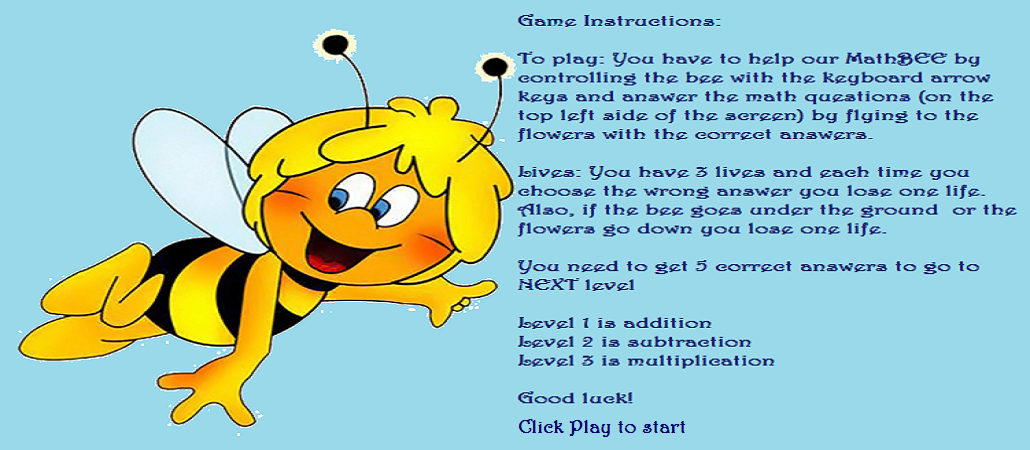 Game Instructions:
To play: You have to help our MathBEE by
controlling the bee with the keyboard arrow
keys and answer the math questions (on the
top left side of the screen) by flying to the
flowers with the correct answers.
Lives: You have 3 lives and each time you
choose the wrong answer you lose one life.
Also, if the bee goes under the ground or the
flowers go down you lose one life.
You need to get 5 correct answers to go to
NEXT level
Level 1 is addition
Level 2 is subtraction
Level 3 is multiplication
Good luck!
Click Play to start